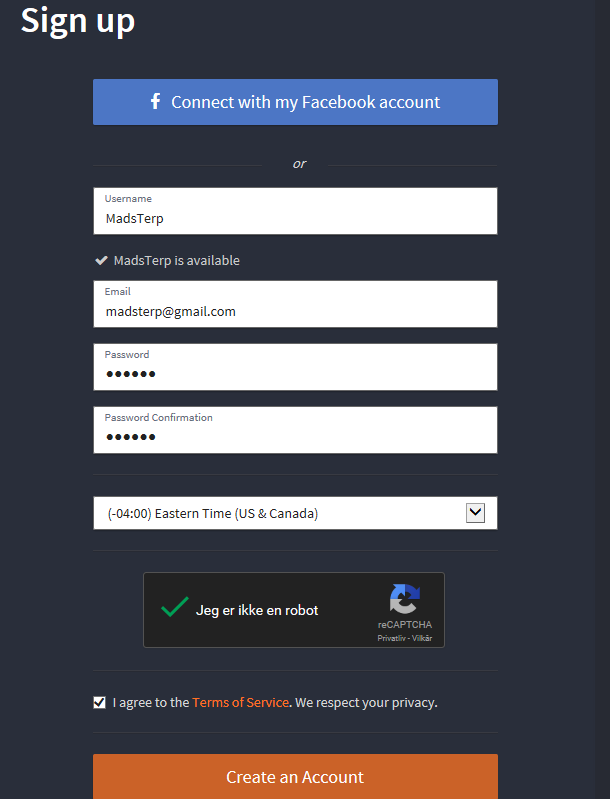 Sign up
Connect with my Facebook account
or
Username
MadsTerp
MadsTerp is available
Email
madsterp@gmail.com
Password
●●●●●●
Password Confirmation
●●●●●●
(-04:00) Eastern Time (US & Canada)
Jeg er ikke en robot
reCAPTCHA
Privatliv - Vilkår
I agree to the Terms of Service. We respect your privacy.
Create an Account